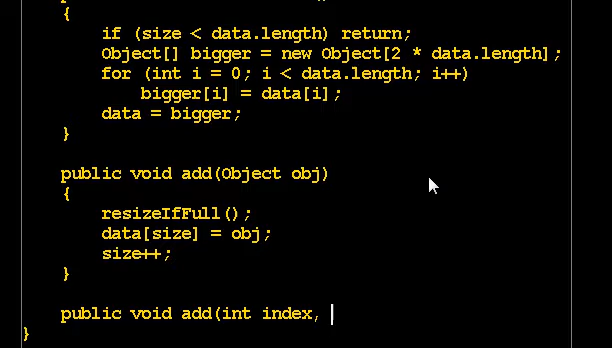 {
if (size < data.length) return;
Object[] bigger = new Object[2 * data.length];
for (int i = 0; i < data.length; i++)
bigger[i] = data[i];
data = bigger;
}
public void add(Object obj)
{
resizeIfFull();
data[size] = obj;
size++;
}
public void add(int index,
}